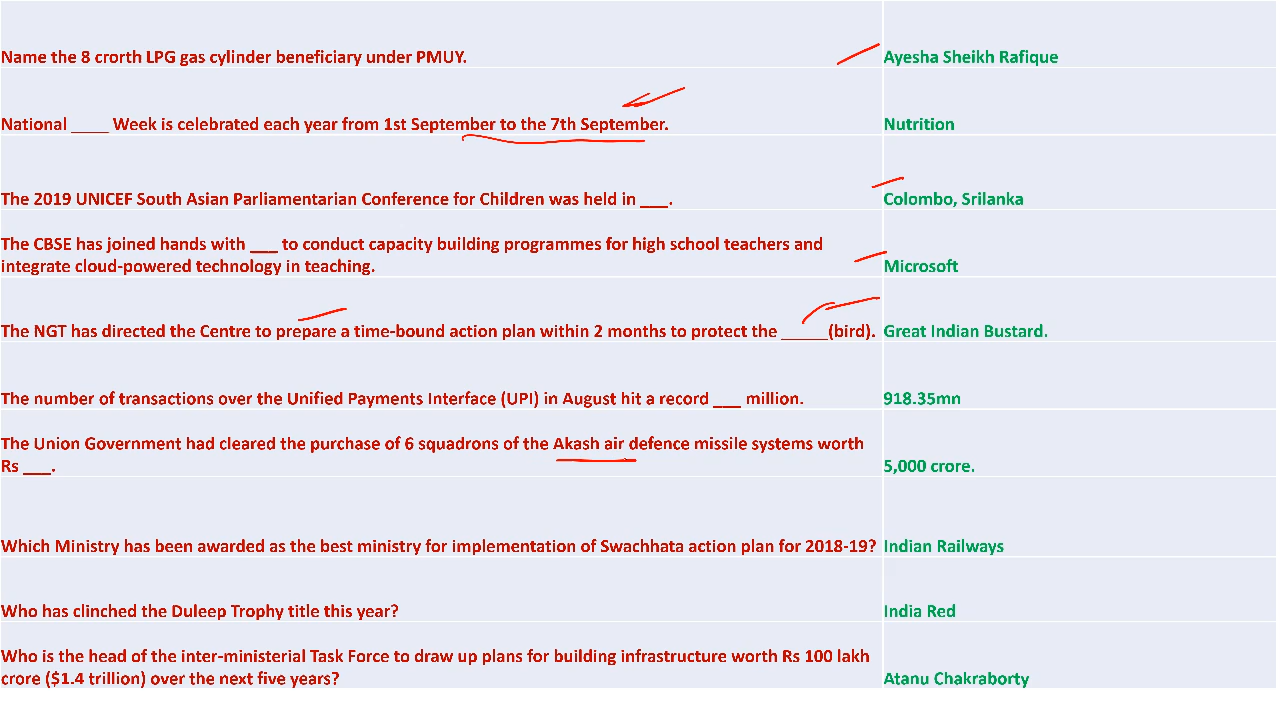 Name the 8 crorth LPG gas cylinder beneficiary under PMUY. Ayesha Sheikh Rafique
National ____ Week is celebrated each year from 1st September to the 7th September. Nutrition
The 2019 UNICEF South Asian Parliamentarian Conference for Children was held in ___. Colombo, Srilanka
The CBSE has joined hands with ___ to conduct capacity building programmes for high school teachers and
integrate cloud-powered technology in teaching. Microsoft
The NGT has directed the Centre to prepare a time-bound action plan within 2 months to protect the _____(bird). Great Indian Bustard.
The number of transactions over the Unified Payments Interface (UPI) in August hit a record ___ million. 918.35mn
The Union Government had cleared the purchase of 6 squadrons of the Akash air defence missile systems worth
Rs ___. 5,000 crore.
Which Ministry has been awarded as the best ministry for implementation of Swachhata action plan for 2018-19? Indian Railways
Who has clinched the Duleep Trophy title this year? India Red
Who is the head of the inter-ministerial Task Force to draw up plans for building infrastructure worth Rs 100 lakh
crore ($1.4 trillion) over the next five years? Atanu Chakraborty